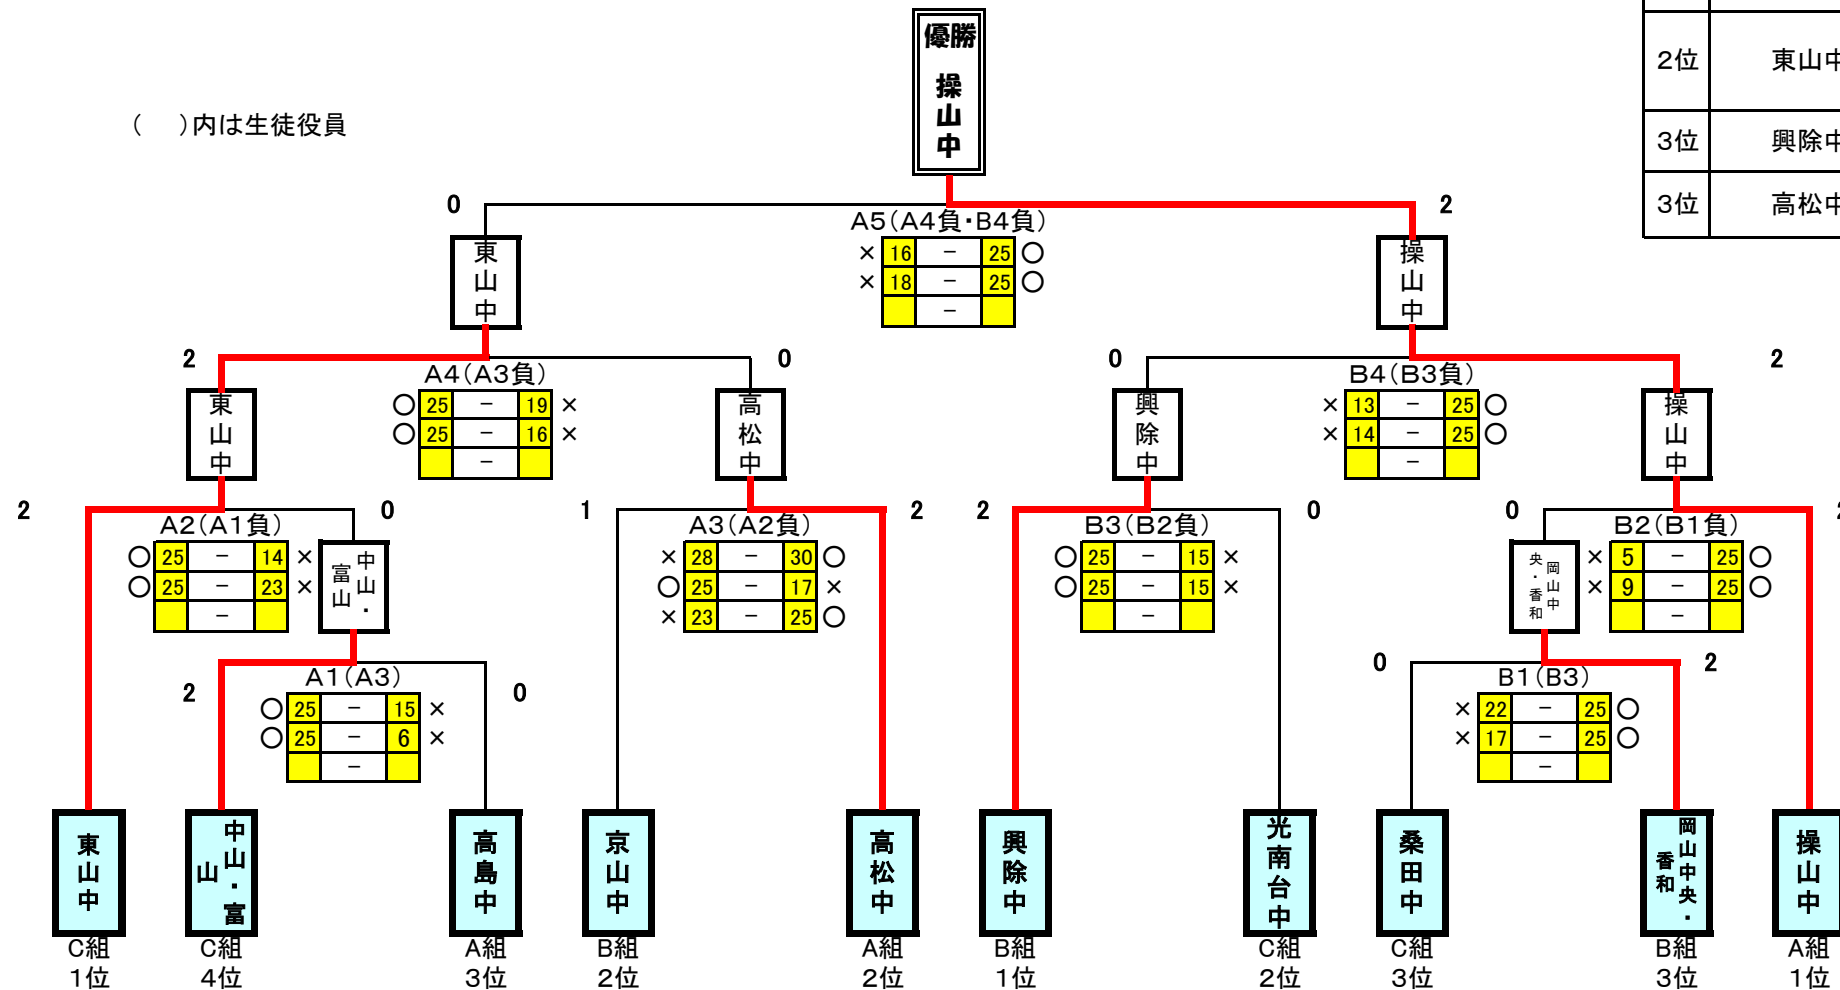 優勝
操山中
2位 東山中
3位 興除中
3位 高松中
(　)内は生徒役員
0
2
A5(A4負・B4負)
× 16 － 25 ○
× 18 － 25 ○
－
東山中
操山中
2
0
0
2
A4(A3負)
○ 25 － 19 ×
○ 25 － 16 ×
－
B4(B3負)
× 13 － 25 ○
× 14 － 25 ○
－
東山中
高松中
興除中
操山中
2
0
1
2
2
0
0
A2(A1負)
○ 25 － 14 ×
○ 25 － 23 ×
－
中山・
富山
A3(A2負)
× 28 － 30 ○
○ 25 － 17 ×
× 23 － 25 ○
B3(B2負)
○ 25 － 15 ×
○ 25 － 15 ×
－
岡山中
央・香和
B2(B1負)
× 5 － 25 ○
× 9 － 25 ○
－
2
0
A1(A3)
○ 25 － 15 ×
○ 25 － 6 ×
－
0
2
B1(B3)
× 22 － 25 ○
× 17 － 25 ○
－
東山中
中山・富
山
高島中
京山中
高松中
興除中
光南台中
桑田中
岡山中央・
香和
操山中
C組
1位
C組
4位
A組
3位
B組
2位
A組
2位
B組
1位
C組
2位
C組
3位
B組
3位
A組
1位